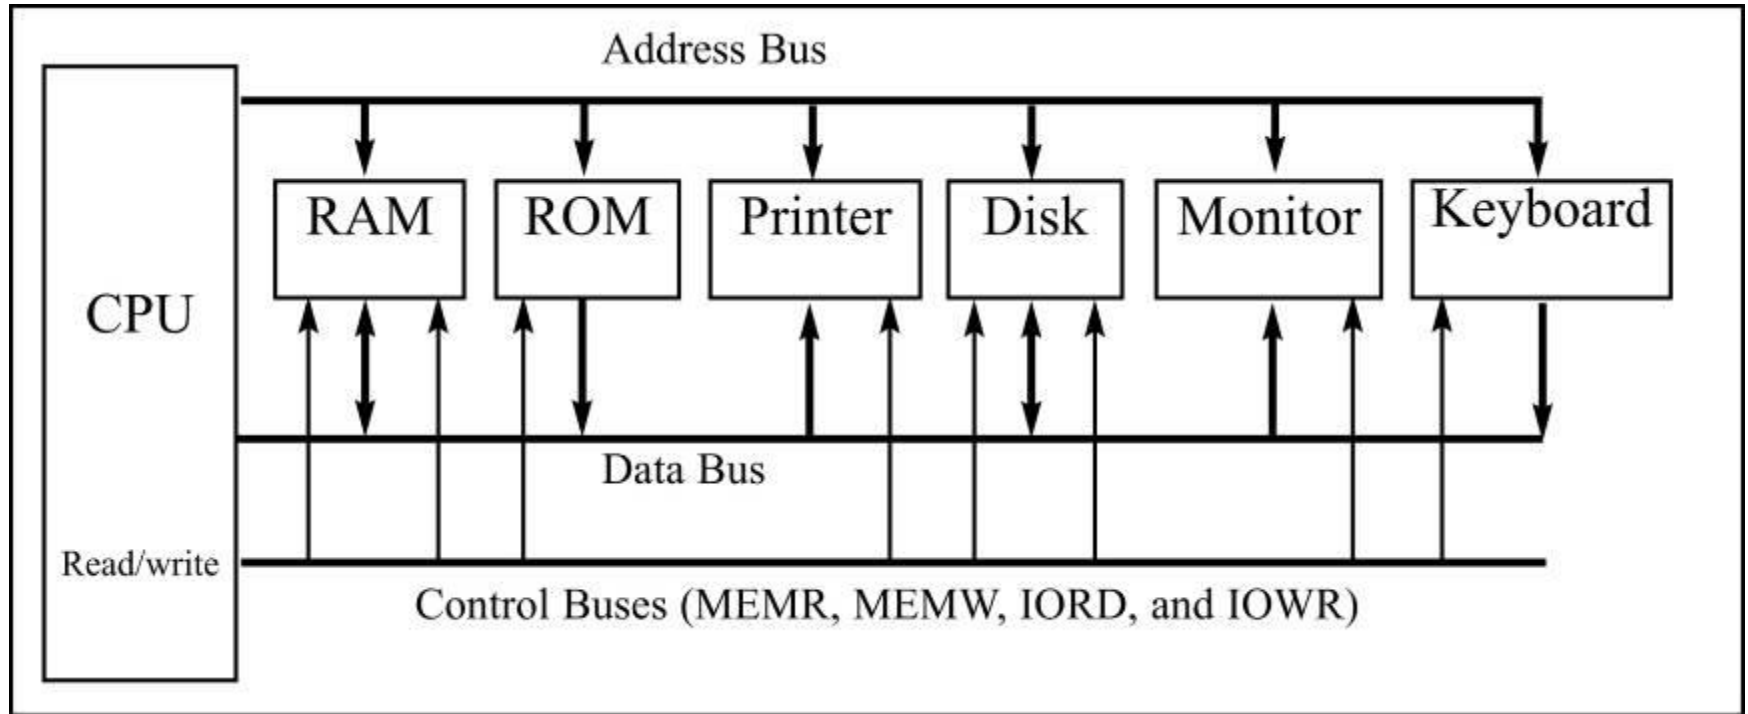 Address Bus
RAM
ROM
Printer
Disk
Monitor
Keyboard
CPU
Data Bus
Read/write
Control Buses (MEMR, MEMW, IORD, and IOWR)